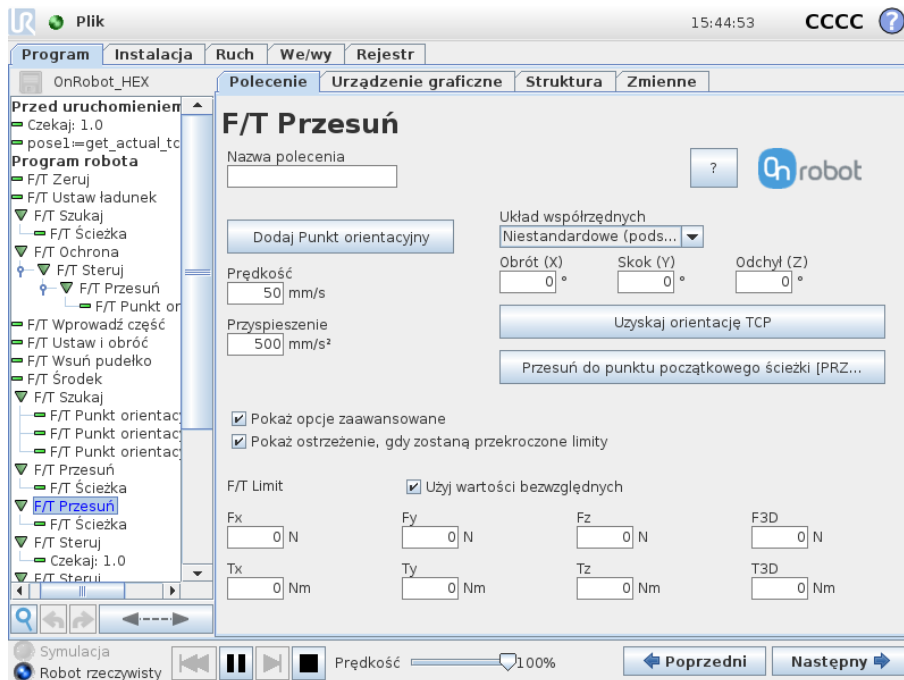 Plik
15:44:53
CCCC
?
Program
Instalacja
Ruch
We/wy
Rejestr
OnRobot_HEX
Polecenie
Urządzenie graficzne
Struktura
Zmienne
Przed uruchomieniem
Czekaj: 1.0
pose1:=get_actual_tc
Program robota
F/T Zeruj
F/T Ustaw ładunek
F/T Szukaj
F/T Ścieżka
F/T Ochrona
F/T Steruj
F/T Przesuń
F/T Punkt or
F/T Wprowadź część
F/T Ustaw i obróć
F/T Wsuń pudełko
F/T Środek
F/T Szukaj
F/T Punkt orientac
F/T Punkt orientac
F/T Punkt orientac
F/T Przesuń
F/T Ścieżka
F/T Przesuń
F/T Ścieżka
F/T Steruj
Czekaj: 1.0
F/T Steruj
F/T Przesuń
Nazwa polecenia
?
On robot
Dodaj Punkt orientacyjny
Układ współrzędnych
Niestandardowe (pods...
Prędkość
50 mm/s
Obrót (X)
Skok (Y)
Odchył (Z)
0 °
0 °
0 °
Przyspieszenie
500 mm/s²
Uzyskaj orientację TCP
Przesuń do punktu początkowego ścieżki [PRZ...
Pokaż opcje zaawansowane
Pokaż ostrzeżenie, gdy zostaną przekroczone limity
F/T Limit
Użyj wartości bezwzględnych
Fx
Fy
Fz
F3D
0 N
0 N
0 N
0 N
Tx
Ty
Tz
T3D
0 Nm
0 Nm
0 Nm
0 Nm
Symulacja
Robot rzeczywisty
Prędkość
100%
Poprzedni
Następny